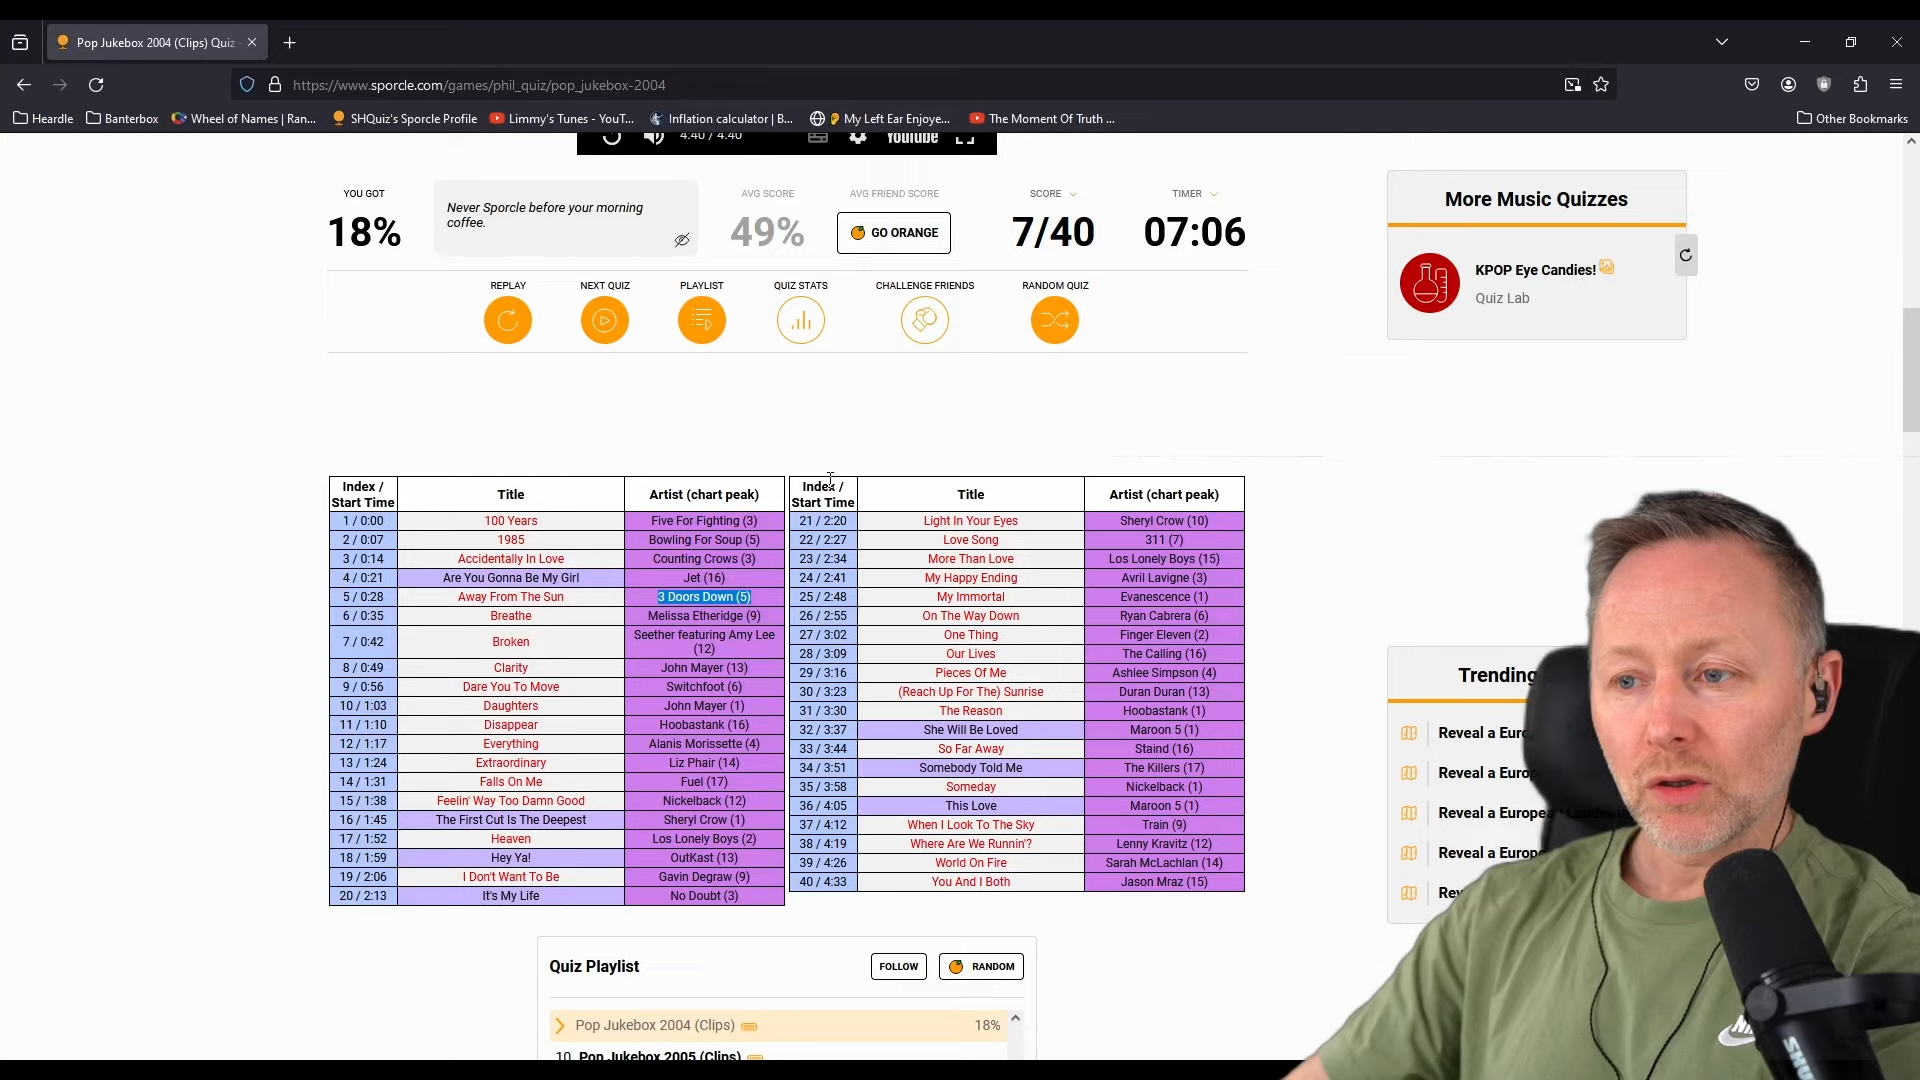 Pop Jukebox 2004 (Clips) Quiz
https://www.sporcle.com/games/phil_quiz/pop_jukebox-2004
Heardle
Banterbox
Wheel of Names | Ran...
SHQuiz's Sporcle Profile
Limmy's Tunes - YouT...
Inflation calculator | B...
My Left Ear Enjoye...
The Moment Of Truth ...
Other Bookmarks
4:40 / 4:40
YouTube
YOU GOT
18%
Never Sporcle before your morning
coffee.
AVG SCORE
49%
AVG FRIEND SCORE
GO ORANGE
SCORE
7/40
TIMER
07:06
REPLAY
NEXT QUIZ
PLAYLIST
QUIZ STATS
CHALLENGE FRIENDS
RANDOM QUIZ
More Music Quizzes
KPOP Eye Candies!
Quiz Lab
Index /
Start Time
Title
Artist (chart peak)
1 / 0:00 100 Years Five For Fighting (3)
2 / 0:07 1985 Bowling For Soup (5)
3 / 0:14 Accidentally In Love Counting Crows (3)
4 / 0:21 Are You Gonna Be My Girl Jet (16)
5 / 0:28 Away From The Sun 3 Doors Down (5)
6 / 0:35 Breathe Melissa Etheridge (9)
7 / 0:42 Broken Seether featuring Amy Lee
(12)
8 / 0:49 Clarity John Mayer (13)
9 / 0:56 Dare You To Move Switchfoot (6)
10 / 1:03 Daughters John Mayer (1)
11 / 1:10 Disappear Hoobastank (16)
12 / 1:17 Everything Alanis Morissette (4)
13 / 1:24 Extraordinary Liz Phair (14)
14 / 1:31 Falls On Me Fuel (17)
15 / 1:38 Feelin' Way Too Damn Good Nickelback (12)
16 / 1:45 The First Cut Is The Deepest Sheryl Crow (1)
17 / 1:52 Heaven Los Lonely Boys (2)
18 / 1:59 Hey Ya! OutKast (13)
19 / 2:06 I Don't Want To Be Gavin Degraw (9)
20 / 2:13 It's My Life No Doubt (3)
Index /
Start Time
Title
Artist (chart peak)
21 / 2:20 Light In Your Eyes Sheryl Crow (10)
22 / 2:27 Love Song 311 (7)
23 / 2:34 More Than Love Los Lonely Boys (15)
24 / 2:41 My Happy Ending Avril Lavigne (3)
25 / 2:48 My Immortal Evanescence (1)
26 / 2:55 On The Way Down Ryan Cabrera (6)
27 / 3:02 One Thing Finger Eleven (2)
28 / 3:09 Our Lives The Calling (16)
29 / 3:16 Pieces Of Me Ashlee Simpson (4)
30 / 3:23 (Reach Up For The) Sunrise Duran Duran (13)
31 / 3:30 The Reason Hoobastank (1)
32 / 3:37 She Will Be Loved Maroon 5 (1)
33 / 3:44 So Far Away Staind (16)
34 / 3:51 Somebody Told Me The Killers (17)
35 / 3:58 Someday Nickelback (1)
36 / 4:05 This Love Maroon 5 (1)
37 / 4:12 When I Look To The Sky Train (9)
38 / 4:19 Where Are We Runnin'? Lenny Kravitz (12)
39 / 4:26 World On Fire Sarah McLachlan (14)
40 / 4:33 You And I Both Jason Mraz (15)
Trending
Reveal a Euro
Reveal a Europ
Reveal a European Landm
Reveal a Euro
Rev
Quiz Playlist
FOLLOW
RANDOM
Pop Jukebox 2004 (Clips)
18%
10 Pop Jukebox 2005 (Clips)